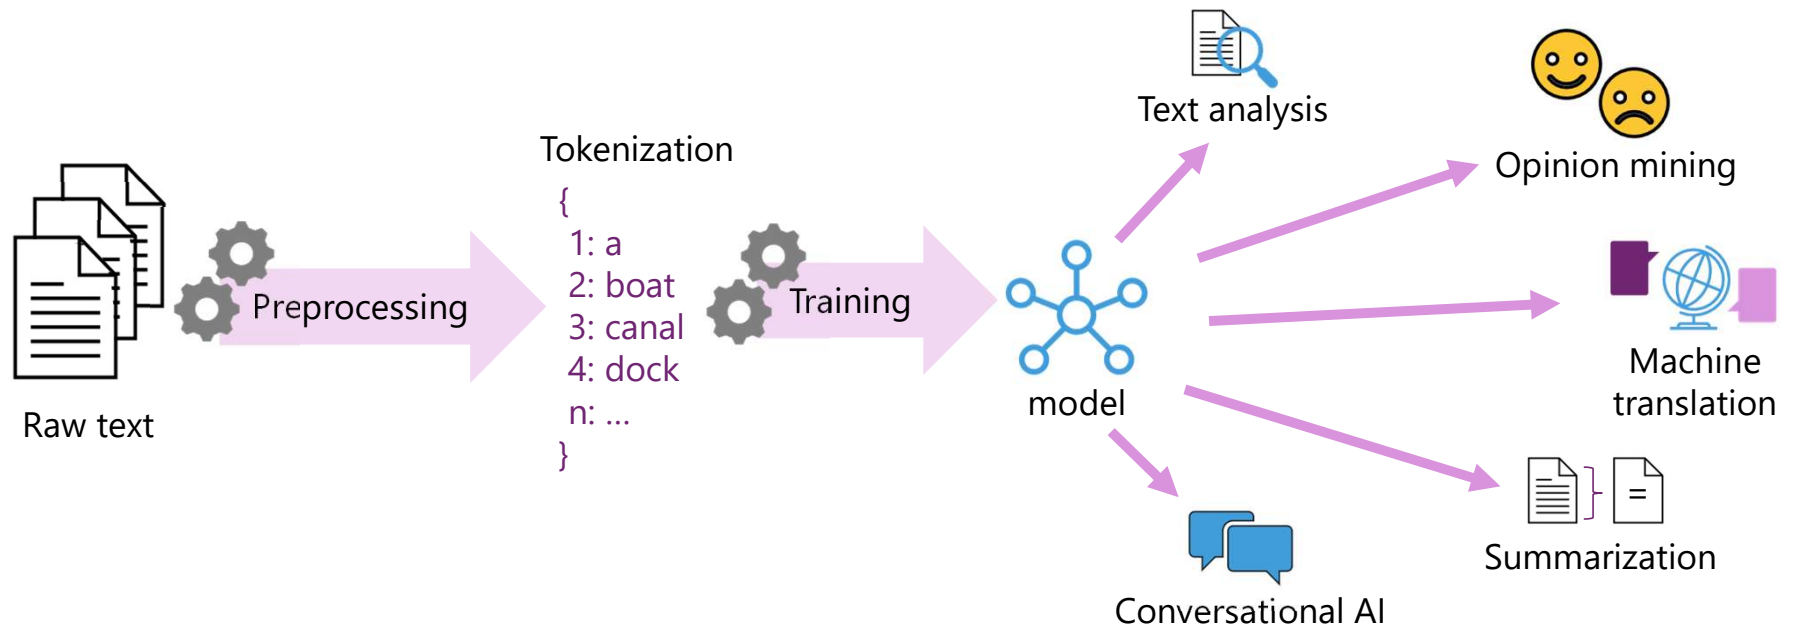 Raw text
Preprocessing
Tokenization
{
1: a
2: boat
3: canal
4: dock
n: ...
}
Training
model
Text analysis
Opinion mining
Machine
translation
=
Summarization
Conversational AI